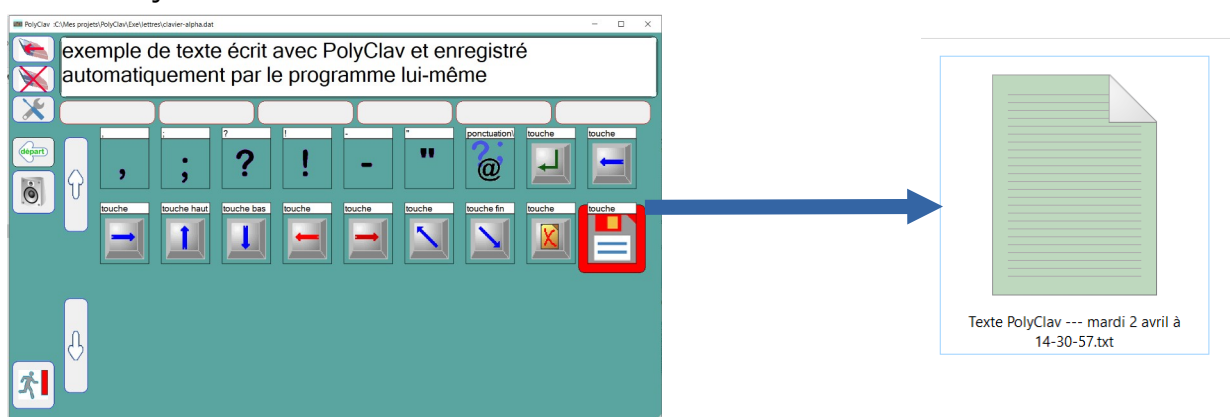 PolyClav :C:\Mes projets\PolyClav\Exe\lettres\clavier-alpha.dat
exemple de texte écrit avec PolyClav et enregistré
automatiquement par le programme lui-même
, ; ? ! - " ponctuation\ touche touche
, ; ? ! - " ? ; @
départ
touche touche haut touche bas touche touche touche touche fin touche touche
Texte PolyClav --- mardi 2 avril à
14-30-57.txt